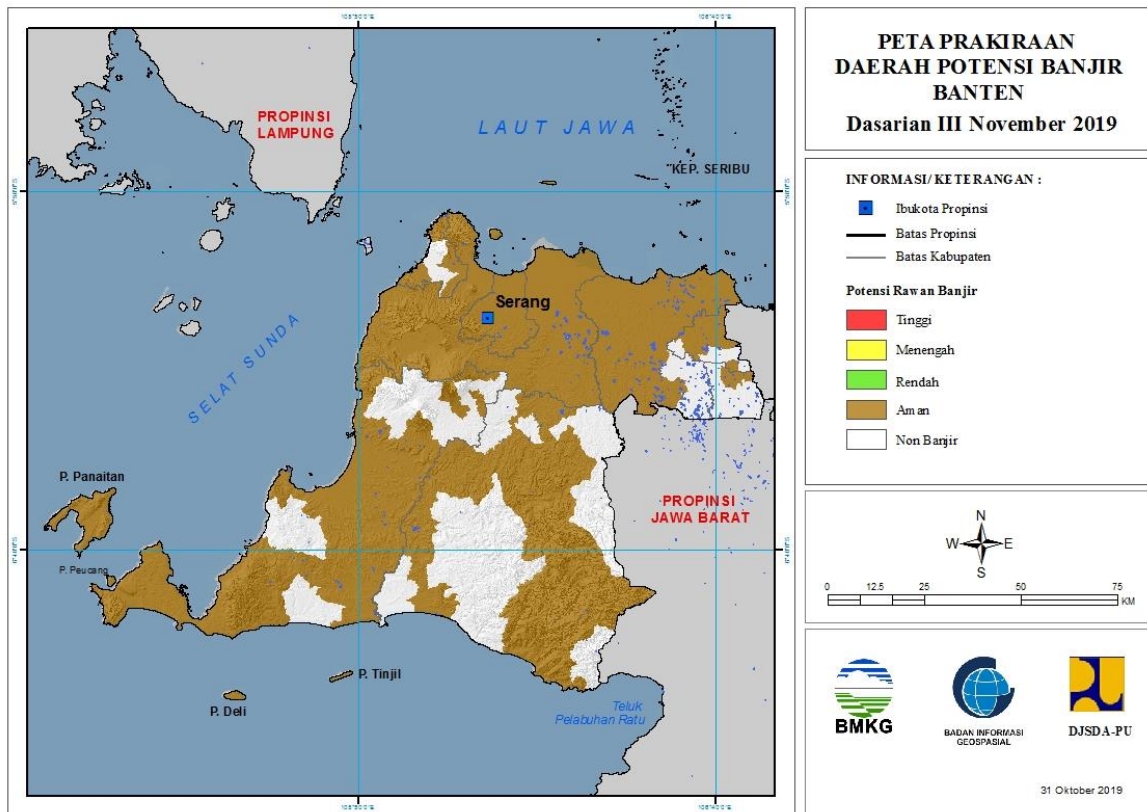 PETA PRAKIRAAN
DAERAH POTENSI BANJIR
BANTEN
Dasarian III November 2019
INFORMASI/ KETERANGAN :
Ibukota Propinsi
Batas Propinsi
Batas Kabupaten
Potensi Rawan Banjir
Tinggi
Menengah
Rendah
Aman
Non Banjir
N
W E
S
0 12.5 25 50 75
KM
BMKG
BADAN INFORMASI
GEOSPASIAL
DJSDA-PU
31 Oktober 2019
PROPINSI
LAMPUNG
LAUT JAWA
KEP. SERIBU
Serang
SELAT SUNDA
P. Panaitan
P. Peucang
PROPINSI
JAWA BARAT
P. Tinjil
P. Deli
Teluk
Pelabuhan Ratu